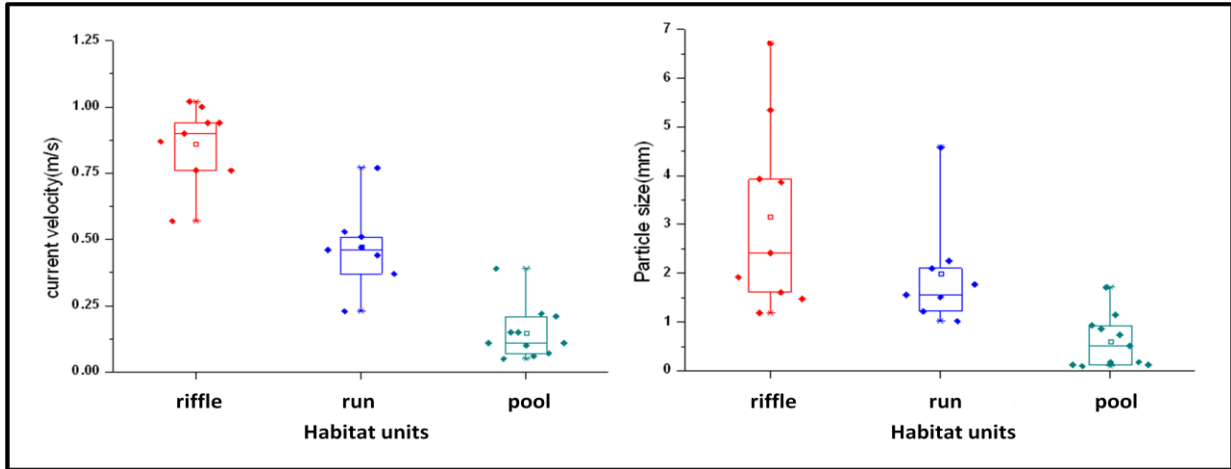 1.25
1.00
0.75
0.50
0.25
0.00
current velocity(m/s)
riffle run pool
Habitat units
7
6
5
4
3
2
1
0
Particle size(mm)
riffle run pool
Habitat units